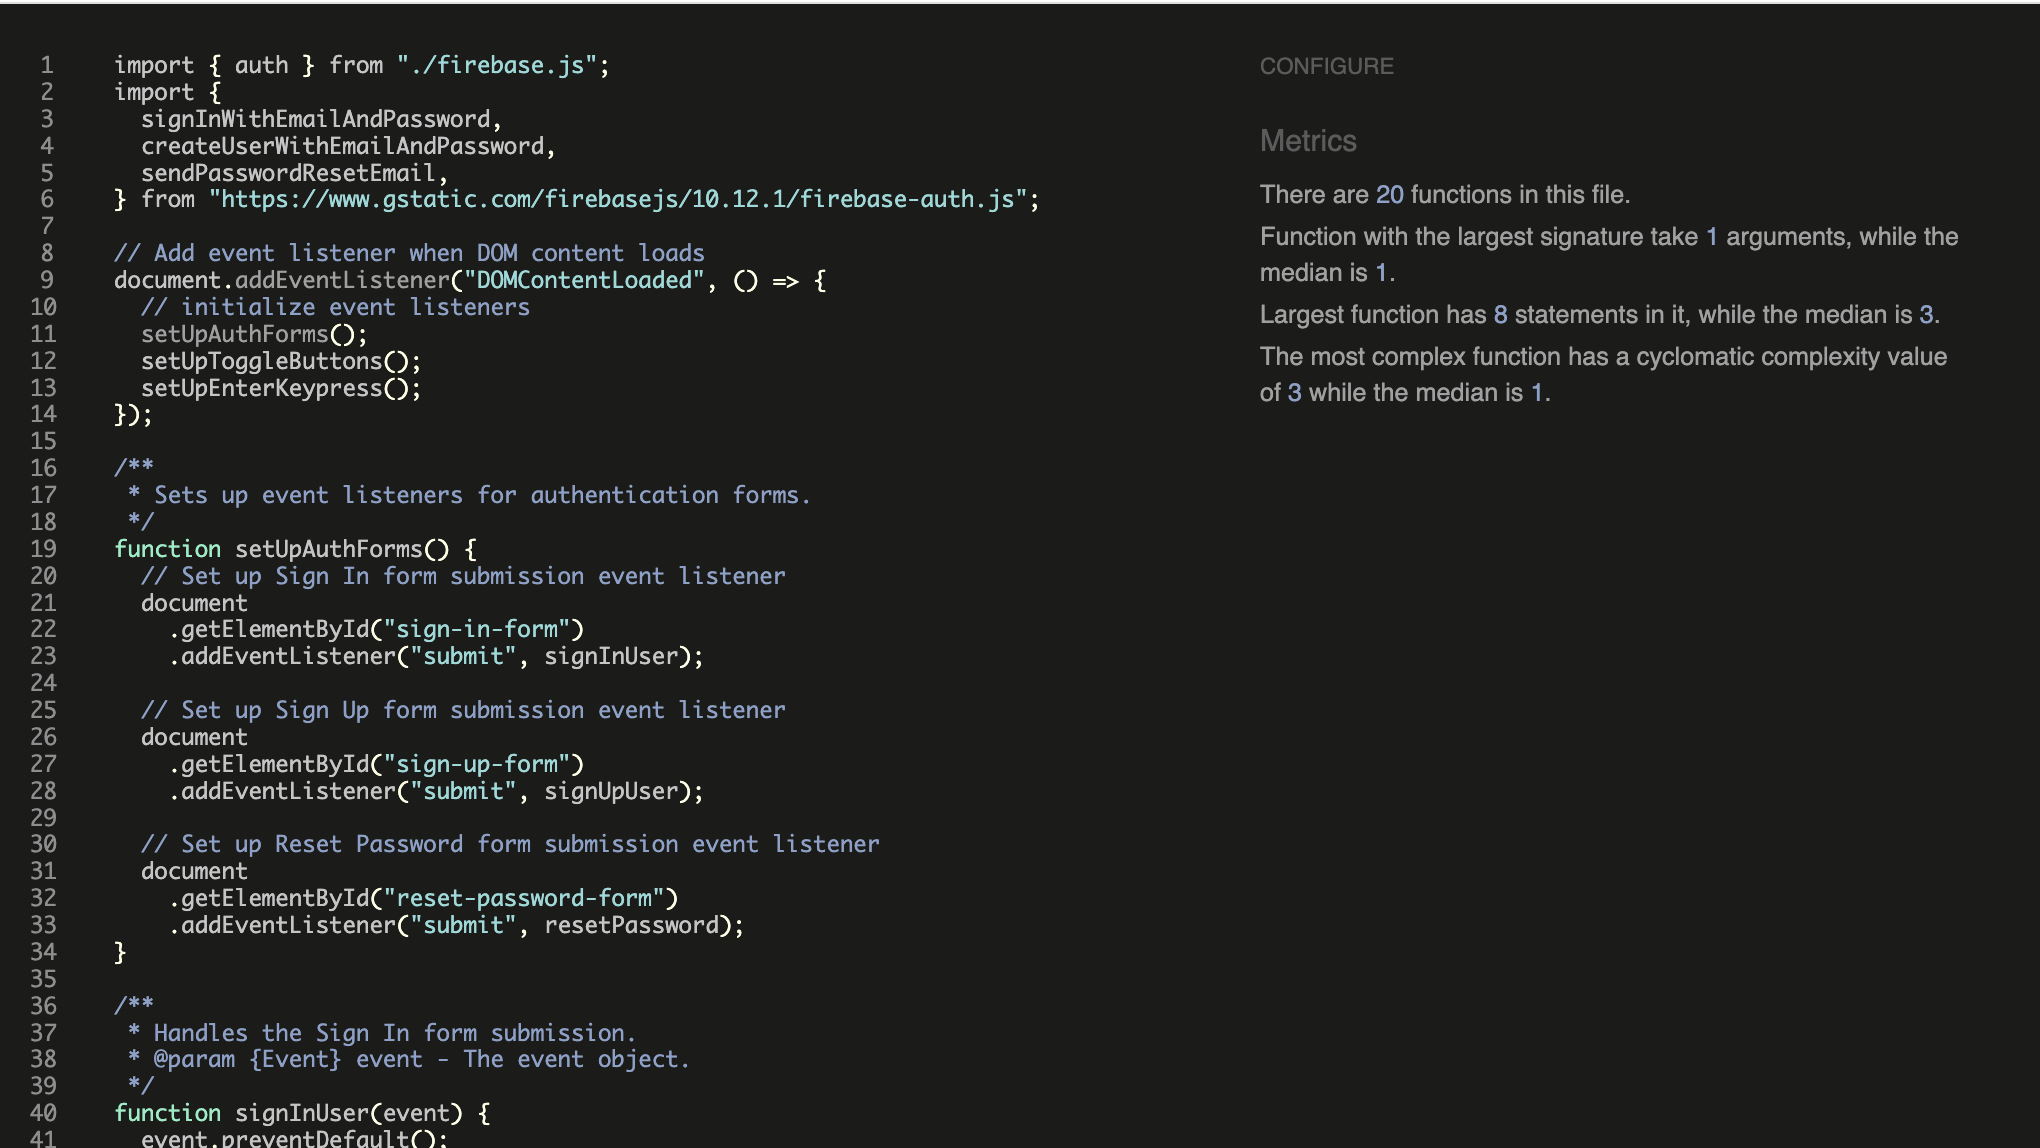 1 import { auth } from "./firebase.js";
2 import {
3 signInWithEmailAndPassword,
4 createUserWithEmailAndPassword,
5 sendPasswordResetEmail,
6 } from "https://www.gstatic.com/firebasejs/10.12.1/firebase-auth.js";
7
8 // Add event listener when DOM content loads
9 document.addEventListener("DOMContentLoaded", () => {
10 // initialize event listeners
11 setUpAuthForms();
12 setUpToggleButtons();
13 setUpEnterKeypress();
14 });
15
16 /**
17 * Sets up event listeners for authentication forms.
18 */
19 function setUpAuthForms() {
20 // Set up Sign In form submission event listener
21 document
22 .getElementById("sign-in-form")
23 .addEventListener("submit", signInUser);
24
25 // Set up Sign Up form submission event listener
26 document
27 .getElementById("sign-up-form")
28 .addEventListener("submit", signUpUser);
29
30 // Set up Reset Password form submission event listener
31 document
32 .getElementById("reset-password-form")
33 .addEventListener("submit", resetPassword);
34 }
35
36 /**
37 * Handles the Sign In form submission.
38 * @param {Event} event - The event object.
39 */
40 function signInUser(event) {
41 event.preventDefault();
CONFIGURE
Metrics
There are 20 functions in this file.
Function with the largest signature take 1 arguments, while the
median is 1.
Largest function has 8 statements in it, while the median is 3.
The most complex function has a cyclomatic complexity value
of 3 while the median is 1.